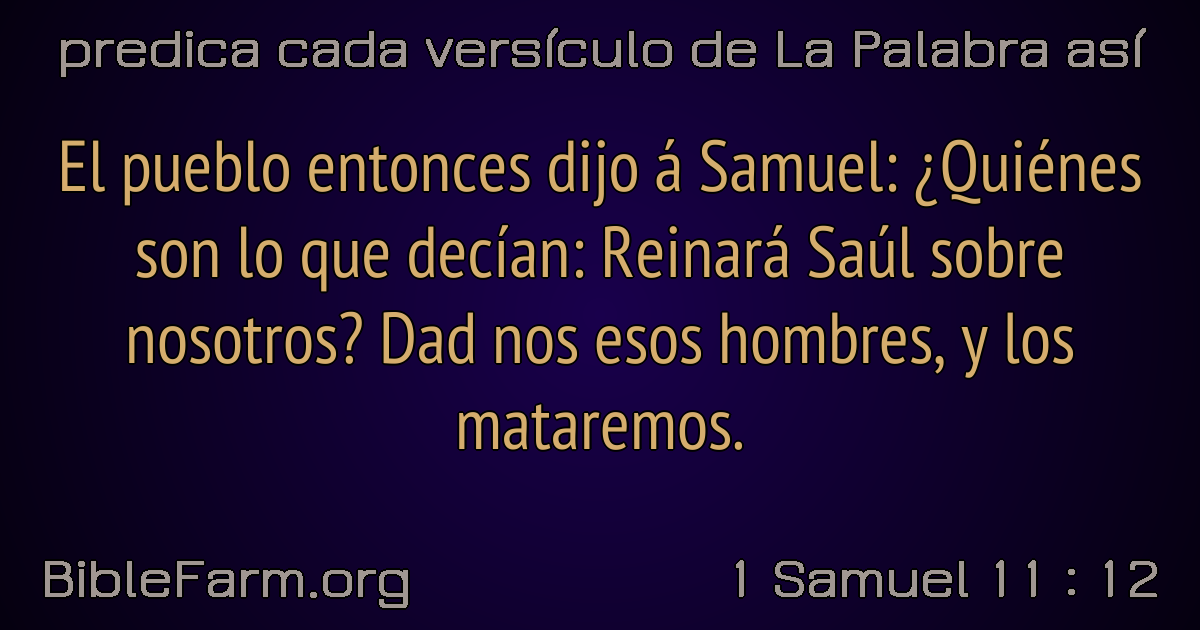 predica cada versículo de La Palabra así
El pueblo entonces dijo á Samuel: ¿Quiénes
son lo que decían: Reinará Saúl sobre
nosotros? Dad nos esos hombres, y los
mataremos.
BibleFarm.org
1 Samuel 11 : 12